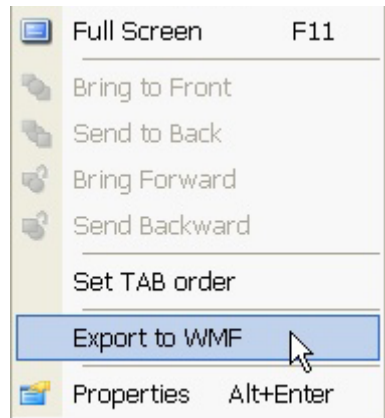 Full Screen F11
Bring to Front
Send to Back
Bring Forward
Send Backward
Set TAB order
Export to WMF
Properties Alt+Enter